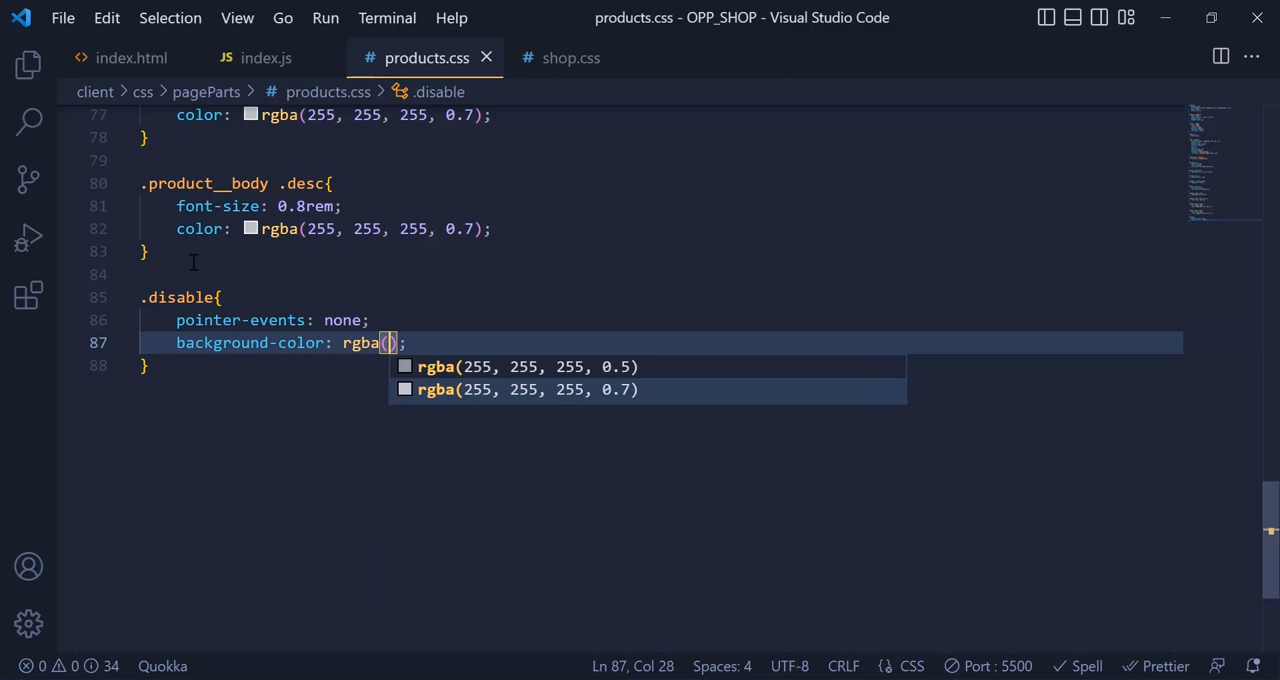 File Edit Selection View Go Run Terminal Help products.css - OPP_SHOP - Visual Studio Code
<> index.html JS index.js # products.css # shop.css
client > css > pageParts > # products.css > .disable
77 color: rgba(255, 255, 255, 0.7);
78 }
79
80 .product__body .desc{
81 font-size: 0.8rem;
82 color: rgba(255, 255, 255, 0.7);
83 }
84
85 .disable{
86 pointer-events: none;
87 background-color: rgba();
rgba(255, 255, 255, 0.5)
88 }
rgba(255, 255, 255, 0.7)
0 0 34 Quokka Ln 87, Col 28 Spaces: 4 UTF-8 CRLF {} CSS Port : 5500 Spell Prettier